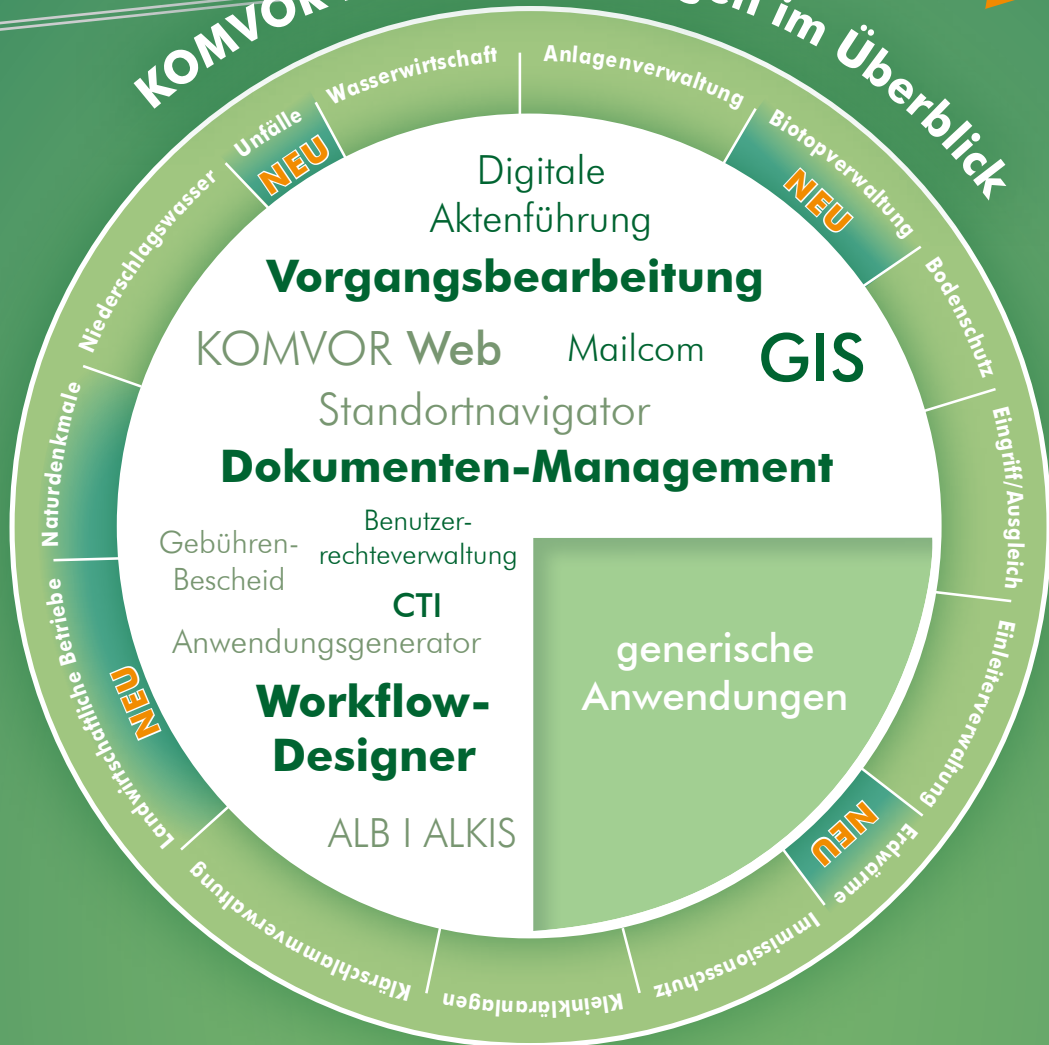 KOMVOR
im Überblick
Wasserwirtschaft
Anlagenverwaltung
Biotopverwaltung
NEU
Bodenschutz
Eingriff/Ausgleich
Einleiterverwaltung
Erdwärme
NEU
Immissionsschutz
Kleinkläranlagen
Klärschlammverwaltung
Landwirtschaftliche Betriebe
NEU
Naturdenkmale
Niederschlagswasser
Unfälle
NEU
Digitale
Aktenführung
Vorgangsbearbeitung
KOMVOR Web Mailcom GIS
Standortnavigator
Dokumenten-Management
Gebühren-
Bescheid
Benutzer-
rechteverwaltung
CTI
Anwendungsgenerator
Workflow-
Designer
ALB I ALKIS
generische
Anwendungen